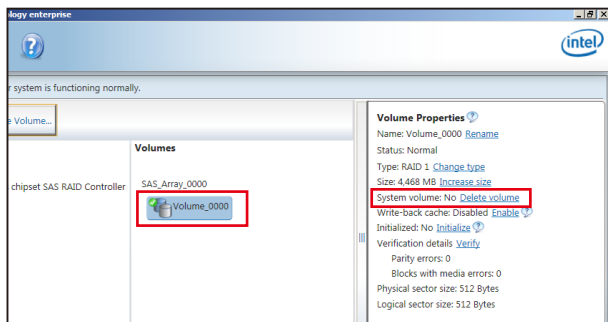 ology enterprise
?
intel
r system is functioning normally.
e Volume...
Volumes
chipset SAS RAID Controller
SAS_Array_0000
Volume_0000
Volume Properties ?
Name: Volume_0000 Rename
Status: Normal
Type: RAID 1 Change type
Size: 4,468 MB Increase size
System volume: No Delete volume
Write-back cache: Disabled Enable ?
Initialized: No Initialize ?
Verification details Verify
Parity errors: 0
Blocks with media errors: 0
Physical sector size: 512 Bytes
Logical sector size: 512 Bytes